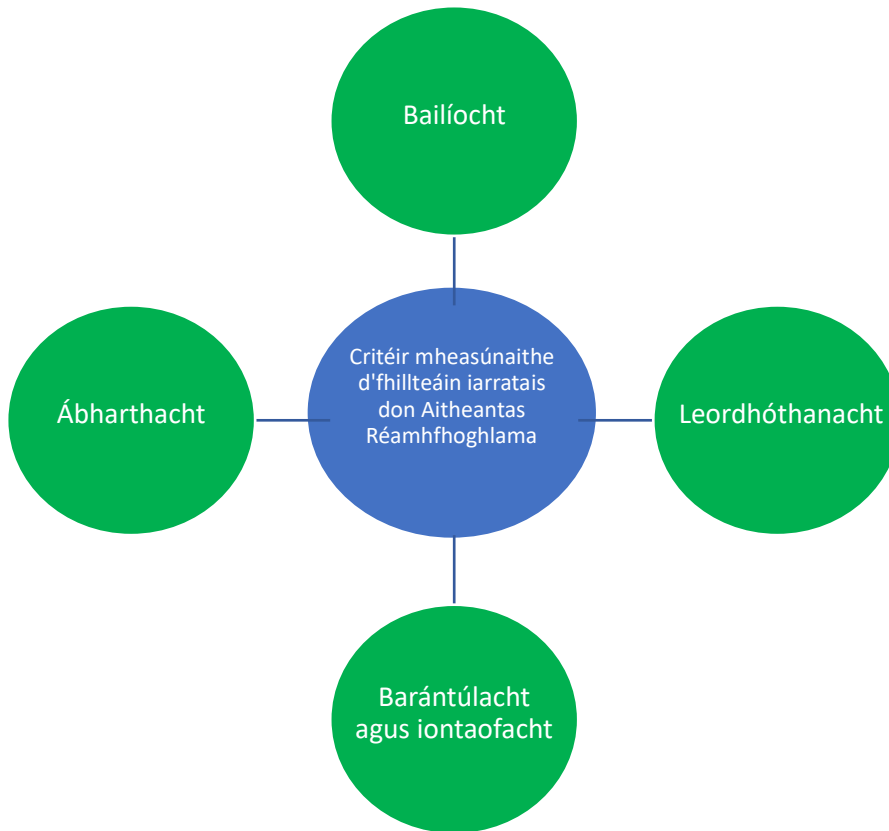 Bailíocht
Critéir mheasúnaithe
d'fhillteáin iarratais
don Aitheantas
Réamhfhoghlama
Ábharthacht
Leordhóthanacht
Barántúlacht
agus iontaofacht